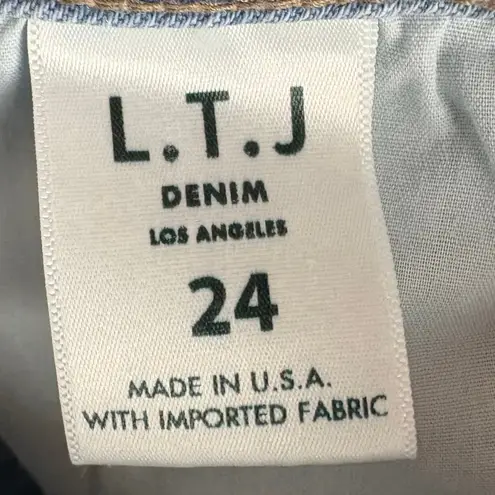 L.T.J
DENIM
LOS ANGELES
24
MADE IN U.S.A.
WITH IMPORTED FABRIC